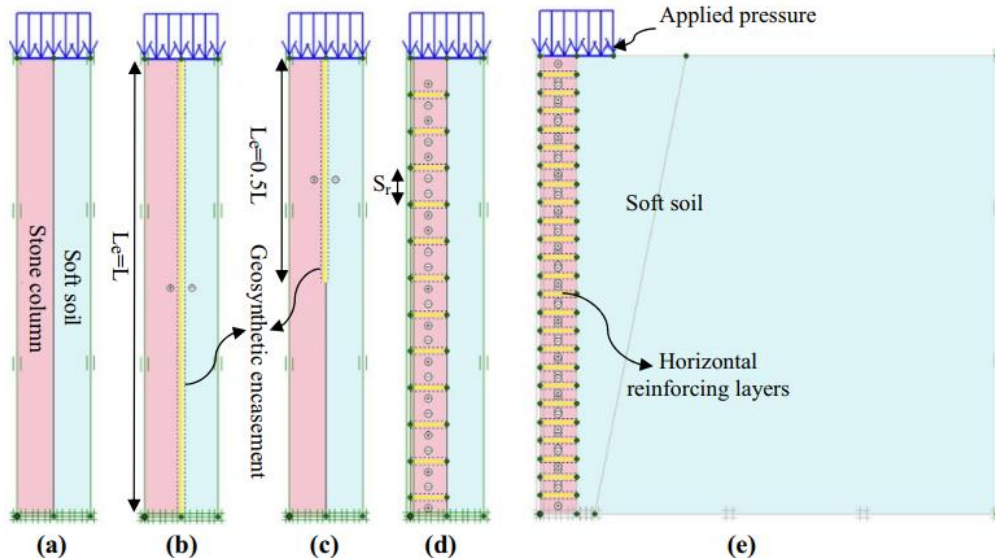 Applied pressure
Stone column
Soft soil
Lₑ=L
Lₑ=0.5L
Geosynthetic encasement
Sᵣ
Soft soil
Horizontal
reinforcing layers
(a)
(b)
(c)
(d)
(e)